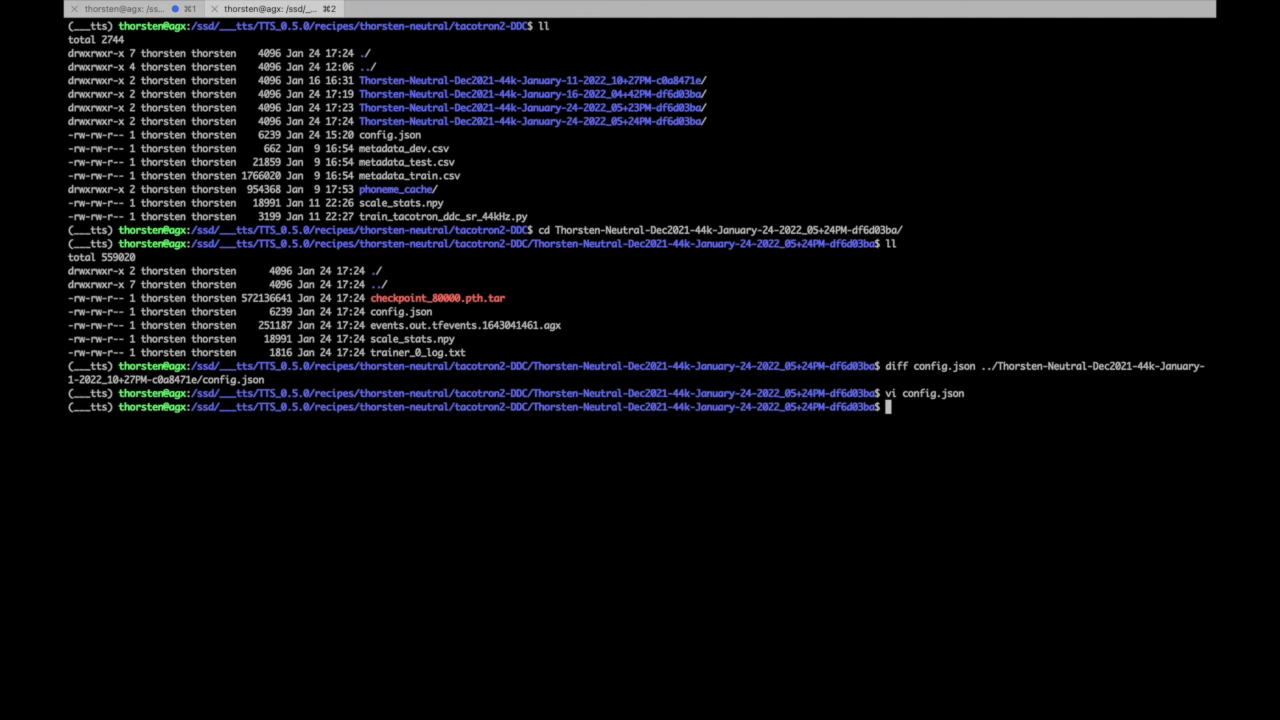 thorsten@agx: /ss... ⌘1 thorsten@agx: /ssd/_... ⌘2
(___tts) thorsten@agx:/ssd/___tts/TTS_0.5.0/recipes/thorsten-neutral/tacotron2-DDC$ ll
total 2744
drwxrwxr-x 7 thorsten thorsten 4096 Jan 24 17:24 ./
drwxrwxr-x 4 thorsten thorsten 4096 Jan 24 12:06 ../
drwxrwxr-x 2 thorsten thorsten 4096 Jan 16 16:31 Thorsten-Neutral-Dec2021-44k-January-11-2022_10+27PM-c0a8471e/
drwxrwxr-x 2 thorsten thorsten 4096 Jan 24 17:19 Thorsten-Neutral-Dec2021-44k-January-16-2022_04+42PM-df6d03ba/
drwxrwxr-x 2 thorsten thorsten 4096 Jan 24 17:23 Thorsten-Neutral-Dec2021-44k-January-24-2022_05+23PM-df6d03ba/
drwxrwxr-x 2 thorsten thorsten 4096 Jan 24 17:24 Thorsten-Neutral-Dec2021-44k-January-24-2022_05+24PM-df6d03ba/
-rw-rw-r-- 1 thorsten thorsten 6239 Jan 24 15:20 config.json
-rw-rw-r-- 1 thorsten thorsten 662 Jan 9 16:54 metadata_dev.csv
-rw-rw-r-- 1 thorsten thorsten 21859 Jan 9 16:54 metadata_test.csv
-rw-rw-r-- 1 thorsten thorsten 1766020 Jan 9 16:54 metadata_train.csv
drwxrwxr-x 2 thorsten thorsten 954368 Jan 9 17:53 phoneme_cache/
-rw-rw-r-- 1 thorsten thorsten 18991 Jan 11 22:26 scale_stats.npy
-rw-rw-r-- 1 thorsten thorsten 3199 Jan 11 22:27 train_tacotron_ddc_sr_44kHz.py
(___tts) thorsten@agx:/ssd/___tts/TTS_0.5.0/recipes/thorsten-neutral/tacotron2-DDC$ cd Thorsten-Neutral-Dec2021-44k-January-24-2022_05+24PM-df6d03ba/
(___tts) thorsten@agx:/ssd/___tts/TTS_0.5.0/recipes/thorsten-neutral/tacotron2-DDC/Thorsten-Neutral-Dec2021-44k-January-24-2022_05+24PM-df6d03ba$ ll
total 559020
drwxrwxr-x 2 thorsten thorsten 4096 Jan 24 17:24 ./
drwxrwxr-x 7 thorsten thorsten 4096 Jan 24 17:24 ../
-rw-rw-r-- 1 thorsten thorsten 572136641 Jan 24 17:24 checkpoint_80000.pth.tar
-rw-rw-r-- 1 thorsten thorsten 6239 Jan 24 17:24 config.json
-rw-rw-r-- 1 thorsten thorsten 251187 Jan 24 17:24 events.out.tfevents.1643041461.agx
-rw-rw-r-- 1 thorsten thorsten 18991 Jan 24 17:24 scale_stats.npy
-rw-rw-r-- 1 thorsten thorsten 1816 Jan 24 17:24 trainer_0_log.txt
(___tts) thorsten@agx:/ssd/___tts/TTS_0.5.0/recipes/thorsten-neutral/tacotron2-DDC/Thorsten-Neutral-Dec2021-44k-January-24-2022_05+24PM-df6d03ba$ diff config.json ../Thorsten-Neutral-Dec2021-44k-January-
1-2022_10+27PM-c0a8471e/config.json
(___tts) thorsten@agx:/ssd/___tts/TTS_0.5.0/recipes/thorsten-neutral/tacotron2-DDC/Thorsten-Neutral-Dec2021-44k-January-24-2022_05+24PM-df6d03ba$ vi config.json
(___tts) thorsten@agx:/ssd/___tts/TTS_0.5.0/recipes/thorsten-neutral/tacotron2-DDC/Thorsten-Neutral-Dec2021-44k-January-24-2022_05+24PM-df6d03ba$